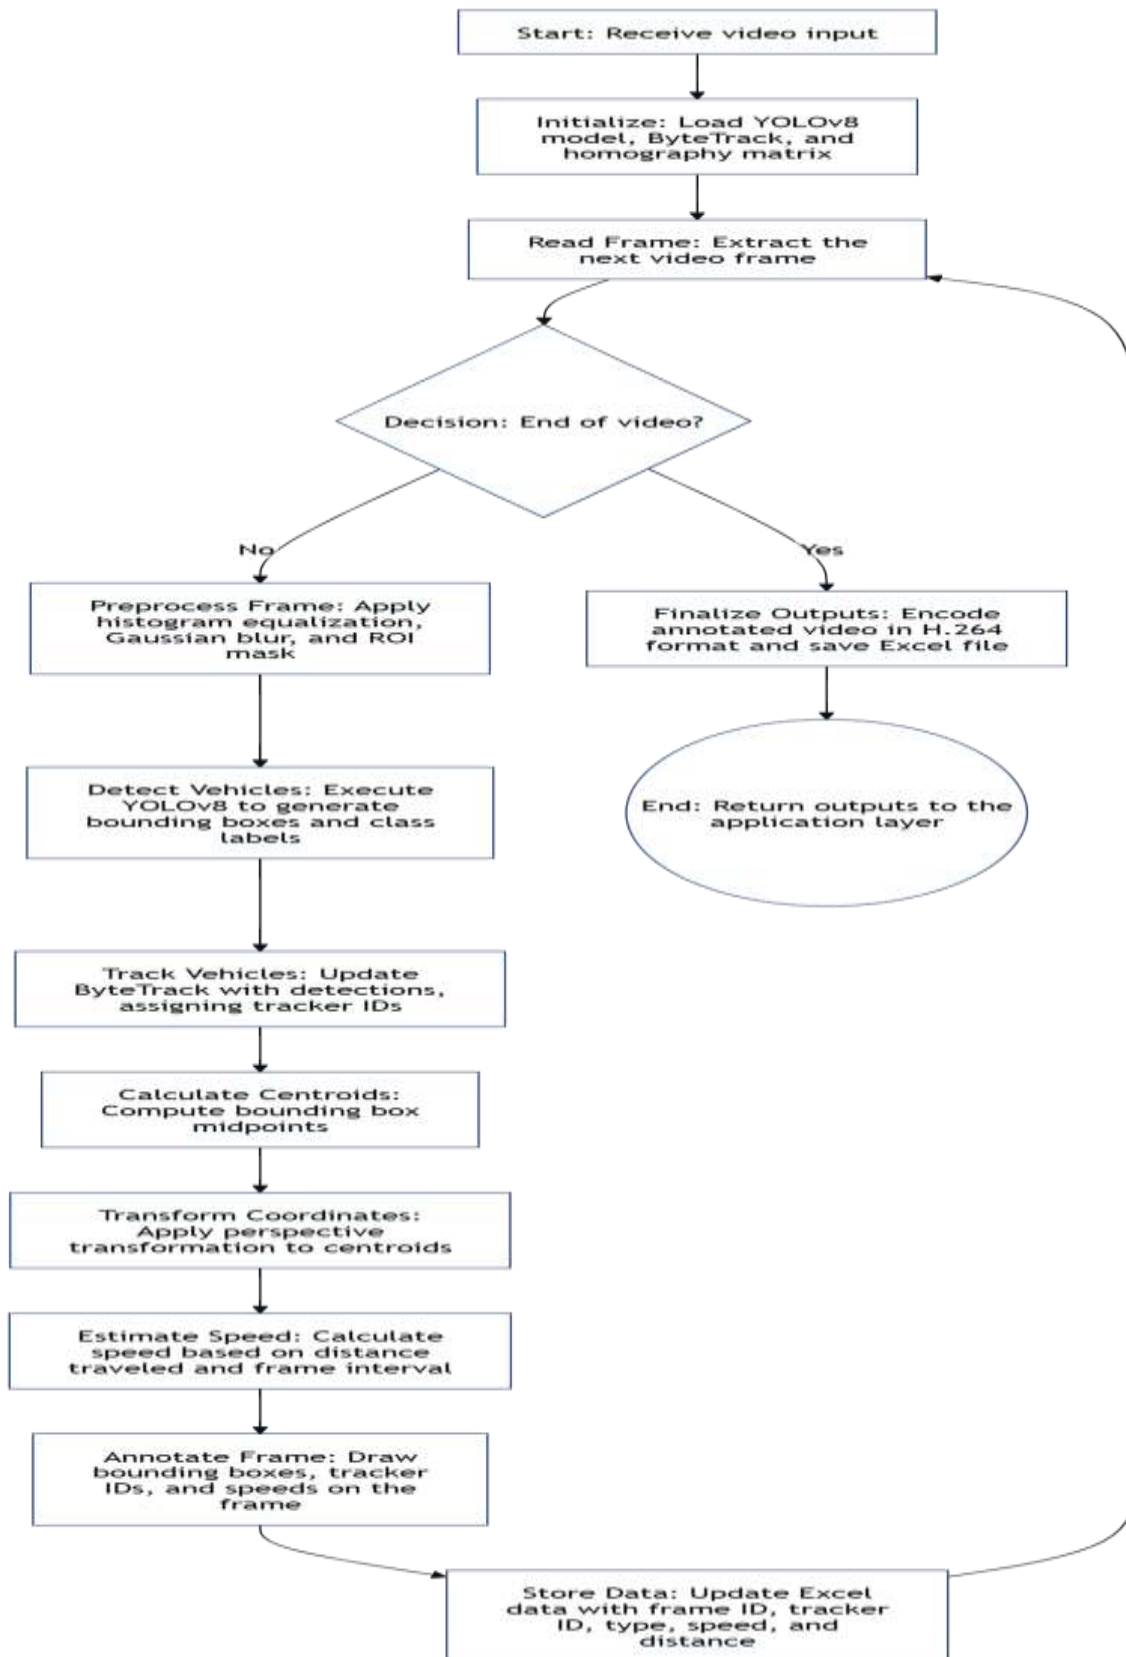 Start: Receive video input
Initialize: Load YOLOv8
model, ByteTrack, and
homography matrix
Read Frame: Extract the
next video frame
Decision: End of video?
No
Yes
Preprocess Frame: Apply
histogram equalization,
Gaussian blur, and ROI
mask
Finalize Outputs: Encode
annotated video in H.264
format and save Excel file
Detect Vehicles: Execute
YOLOv8 to generate
bounding boxes and class
labels
End: Return outputs to the
application layer
Track Vehicles: Update
ByteTrack with detections,
assigning tracker IDs
Calculate Centroids:
Compute bounding box
midpoints
Transform Coordinates:
Apply perspective
transformation to centroids
Estimate Speed: Calculate
speed based on distance
traveled and frame interval
Annotate Frame: Draw
bounding boxes, tracker
IDs, and speeds on the
frame
Store Data: Update Excel
data with frame ID, tracker
ID, type, speed, and
distance